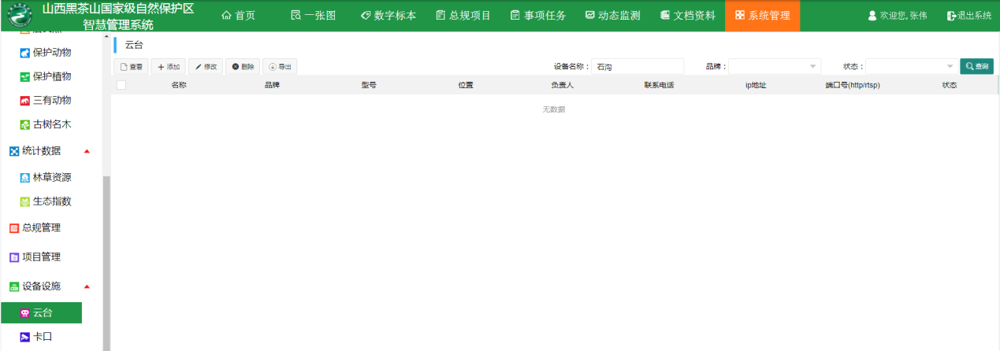 山西黑茶山国家级自然保护区
智慧管理系统
首页 一张图 数字标本 总规项目 事项任务 动态监测 文档资料 系统管理 欢迎您,张伟 退出系统
保护动物
保护植物
三有动物
古树名木
统计数据
林草资源
生态指数
总规管理
项目管理
设备设施
云台
卡口
云台
查看 添加 修改 删除 导出 设备名称： 石沟 品牌： 状态： 查询
名称 品牌 型号 位置 负责人 联系电话 ip地址 端口号(http/rtsp) 状态
无数据